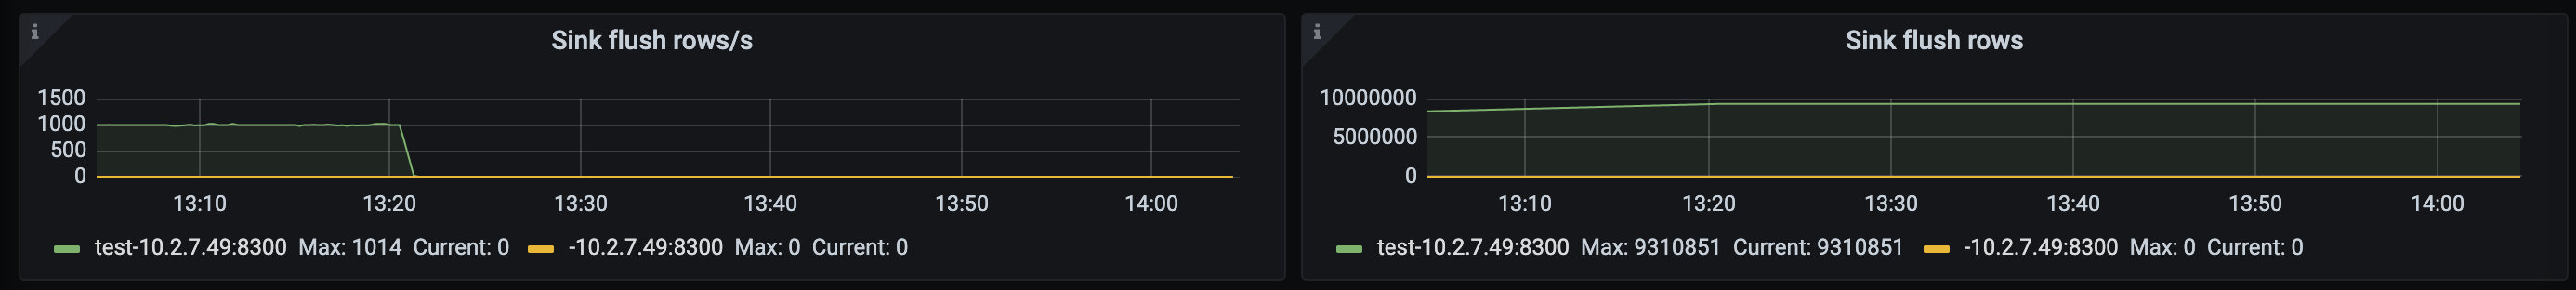 Sink flush rows/s
1500
1000
500
0
13:10 13:20 13:30 13:40 13:50 14:00
test-10.2.7.49:8300 Max: 1014 Current: 0 -10.2.7.49:8300 Max: 0 Current: 0
Sink flush rows
10000000
5000000
0
13:10 13:20 13:30 13:40 13:50 14:00
test-10.2.7.49:8300 Max: 9310851 Current: 9310851 -10.2.7.49:8300 Max: 0 Current: 0